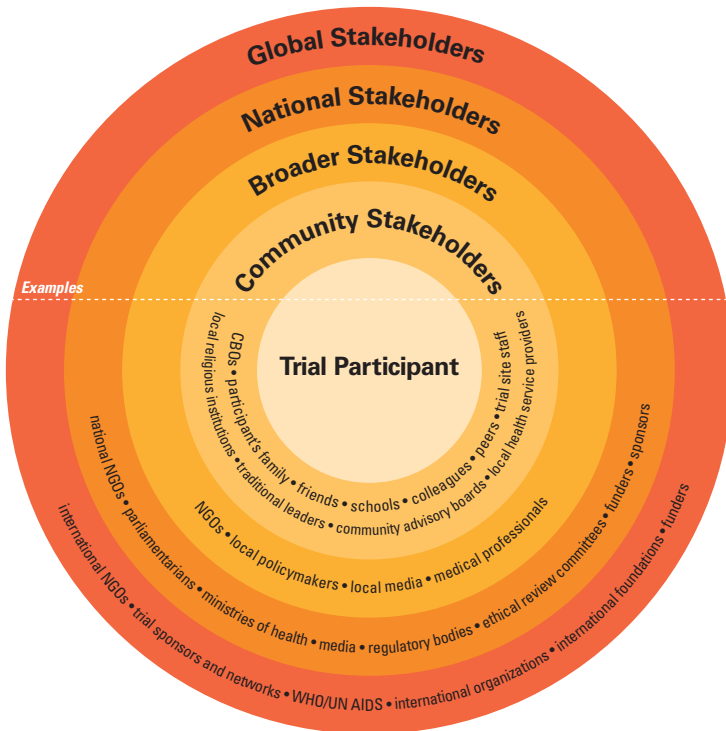 Global Stakeholders
National Stakeholders
Broader Stakeholders
Community Stakeholders
Examples
Trial Participant
CBOs • participant's family • friends • schools • colleagues • peers • trial site staff
local religious institutions • traditional leaders • community advisory boards • local health service providers
NGOs • local policymakers • local media • medical professionals
national NGOs • parliamentarians • ministries of health • media • regulatory bodies • ethical review committees • funders • sponsors
international NGOs • trial sponsors and networks • WHO/UN AIDS • international organizations • international foundations • funders